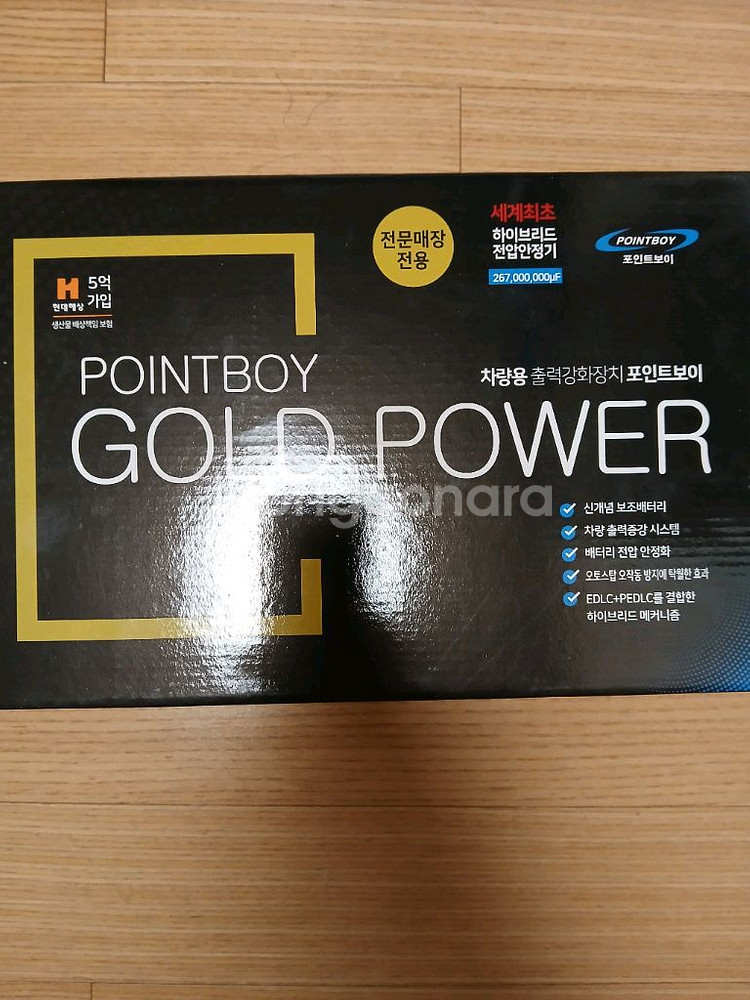 전문매장
전용
세계최초
하이브리드
전압안정기
267,000,000μF
POINTBOY
포인트보이
H
현대해상
5억
가입
생산물 배상책임 보험
POINTBOY
GOLD POWER
차량용 출력강화장치 포인트보이
신개념 보조배터리
차량 출력증강 시스템
배터리 전압 안정화
오토스탑 오작동 방지에 탁월한 효과
EDLC+PEDLC를 결합한
하이브리드 메커니즘